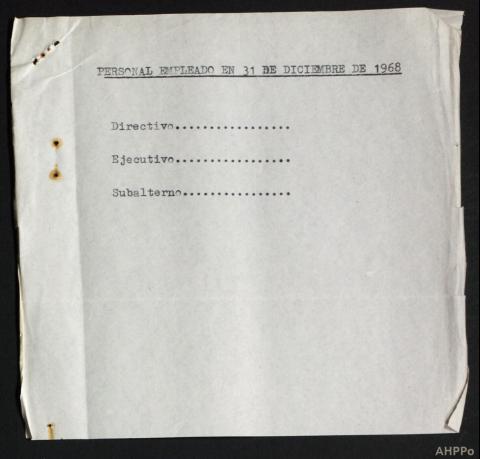 PERSONAL EMPLEADO EN 31 DE DICIEMBRE DE 1968
Directivo.................
Ejecutivo.................
Subalterno................
AHPPo